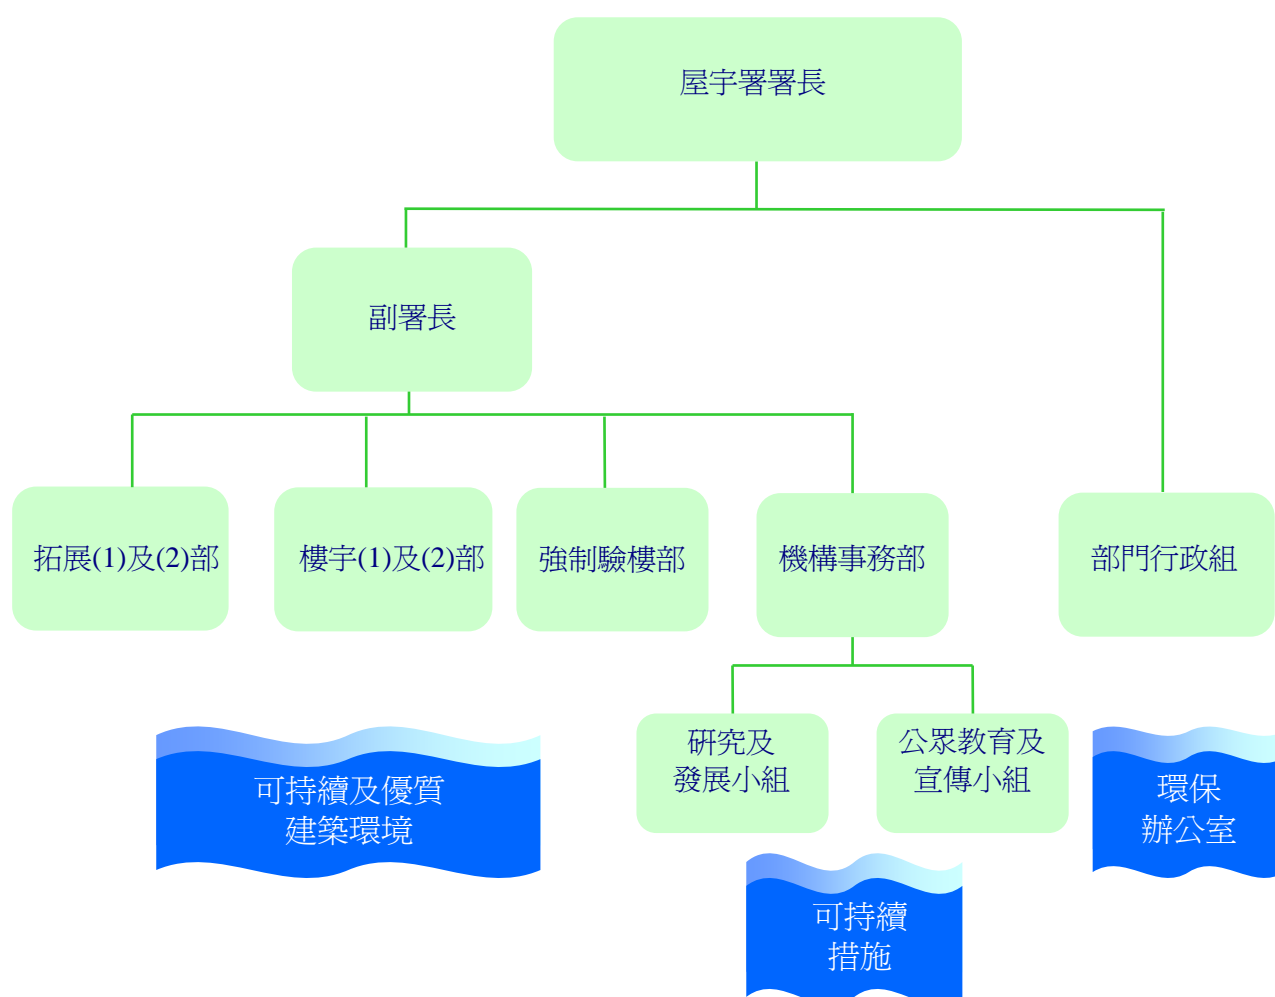 屋宇署署長
副署長
拓展(1)及(2)部
樓宇(1)及(2)部
強制驗樓部
機構事務部
部門行政組
研究及
發展小組
公眾教育及
宣傳小組
可持續及優質
建築環境
環保
辦公室
可持續
措施